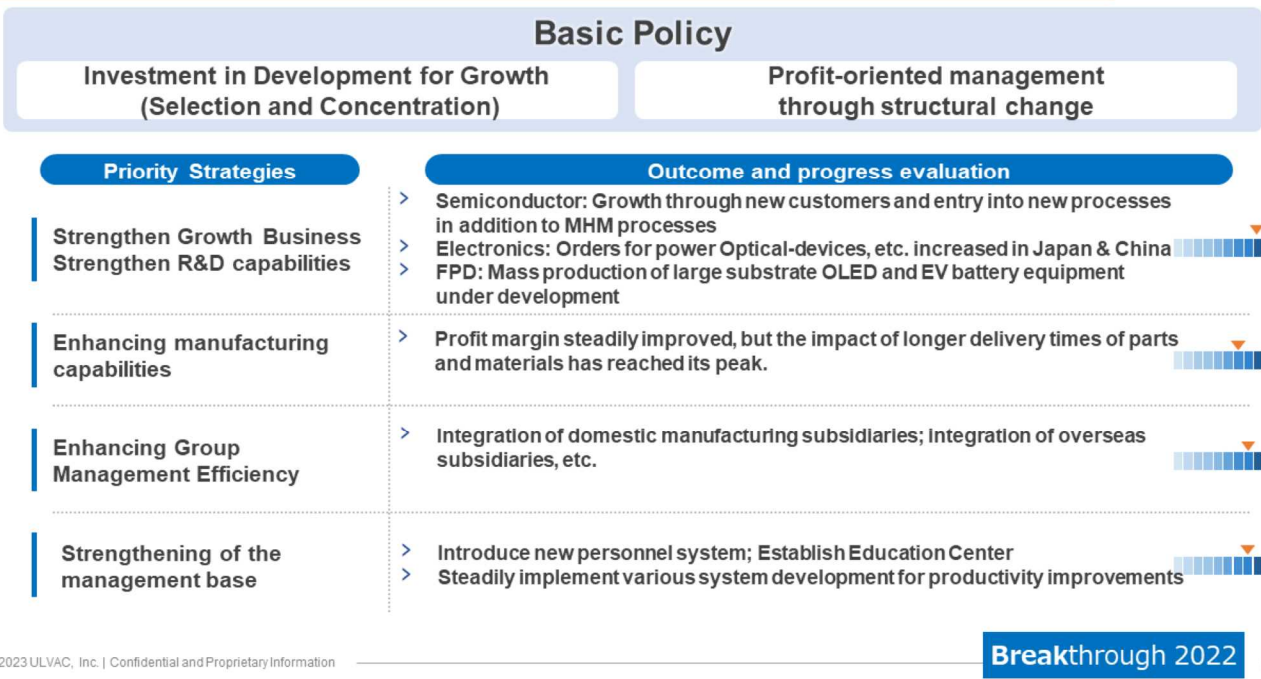 Basic Policy
Investment in Development for Growth
(Selection and Concentration)
Profit-oriented management
through structural change
Priority Strategies
Outcome and progress evaluation
Strengthen Growth Business
Strengthen R&D capabilities
> Semiconductor: Growth through new customers and entry into new processes
in addition to MHM processes
> Electronics: Orders for power Optical-devices, etc. increased in Japan & China
> FPD: Mass production of large substrate OLED and EV battery equipment
under development
Enhancing manufacturing
capabilities
> Profit margin steadily improved, but the impact of longer delivery times of parts
and materials has reached its peak.
Enhancing Group
Management Efficiency
> Integration of domestic manufacturing subsidiaries; integration of overseas
subsidiaries, etc.
Strengthening of the
management base
> Introduce new personnel system; Establish Education Center
> Steadily implement various system development for productivity improvements
2023 ULVAC, Inc. | Confidential and Proprietary Information
Breakthrough 2022